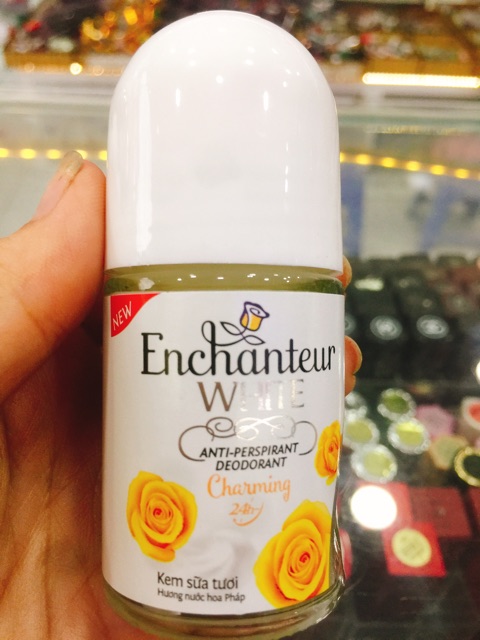 NEW
Enchanteur
WHITE
ANTI-PERSPIRANT
DEODORANT
Charming
24h
Kem sữa tươi
Hương nước hoa Pháp